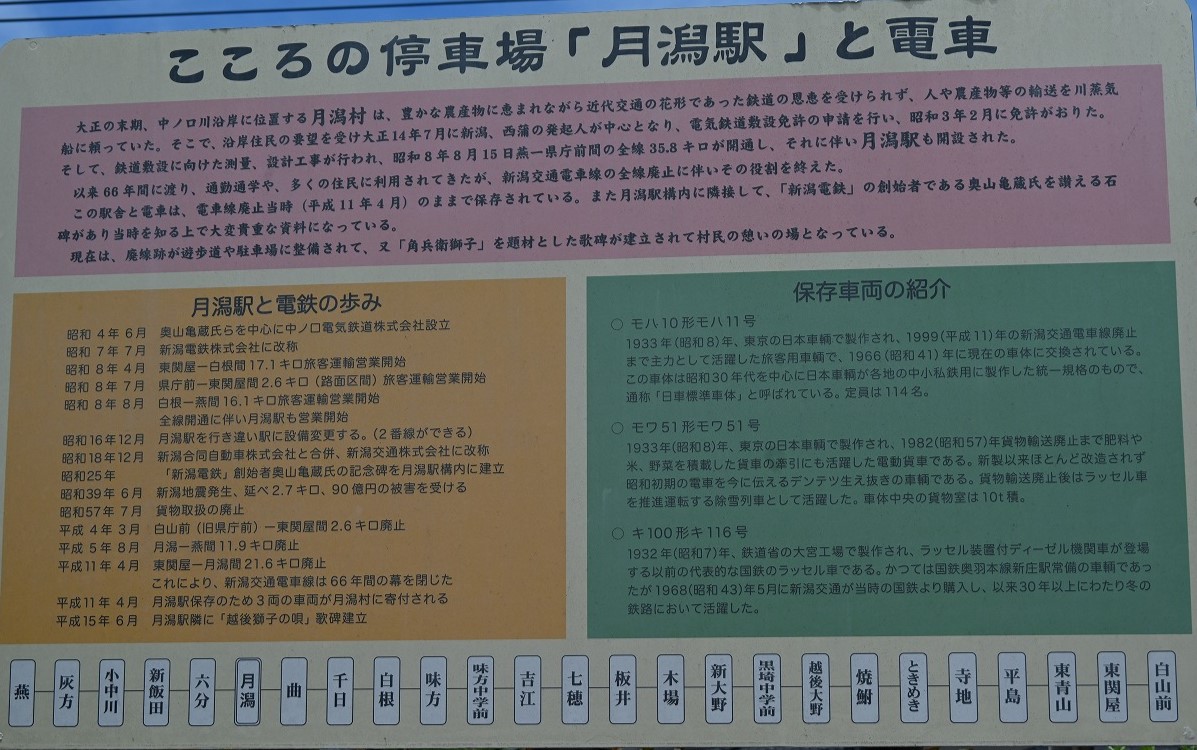 こころの停車場「月潟駅」と電車
大正の末期、中ノロ川沿岸に位置する月潟村は、豊かな農産物に恵まれながら近代交通の花形であった鉄道の恩恵を受けられず、人や農産物等の輸送を川蒸気
船に頼っていた。そこで、沿岸住民の要望を受け大正14年7月に新潟、西蒲の発起人が中心となり、電気鉄道敷設免許の申請を行い、昭和3年2月に免許がおりた。
そして、鉄道敷設に向けた測量、設計工事が行われ、昭和8年8月15日燕ー県庁前間の全線35.8キロが開通し、それに伴い月潟駅も開設された。
以来66年間に渡り、通勤通学や、多くの住民に利用されてきたが、新潟交通電車線の全線廃止に伴いその役割を終えた。
この駅舎と電車は、電車線廃止当時(平成11年4月)のままで保存されている。また月潟駅構内に隣接して、「新潟電鉄」の創始者である奥山亀蔵氏を讃える石
碑があり当時を知る上で大変貴重な資料になっている。
現在は、廃線跡が遊歩道や駐車場に整備されて、又「角兵衛獅子」を題材とした歌碑が建立されて村民の憩いの場となっている。
月潟駅と電鉄の歩み
昭和4年6月 奥山亀蔵氏らを中心に中ノ口電気鉄道株式会社設立
昭和7年7月 新潟電鉄株式会社に改称
昭和8年4月 東関屋ー白根間17.1キロ旅客運輸営業開始
昭和8年7月 県庁前ー東関屋間2.6キロ(路面区間)旅客運輸営業開始
昭和8年8月 白根ー燕間16.1キロ旅客運輸営業開始
全線開通に伴い月潟駅も営業開始
昭和16年12月 月潟駅を行き違い駅に設備変更する。(2番線ができる)
昭和18年12月 新潟合同自動車株式会社と合併、新潟交通株式会社に改称
昭和25年 「新潟電鉄」創始者奥山亀蔵氏の記念碑を月潟駅構内に建立
昭和39年6月 新潟地震発生、延べ2.7キロ、90億円の被害を受ける
昭和57年7月 貨物取扱の廃止
平成4年3月 白山前(旧県庁前)ー東関屋間2.6キロ廃止
平成5年8月 月潟ー燕間11.9キロ廃止
平成11年4月 東関屋ー月潟間21.6キロ廃止
これにより、新潟交通電車線は66年間の幕を閉じた
平成11年4月 月潟駅保存のため3両の車両が月潟村に寄付される
平成15年6月 月潟駅隣に「越後獅子の唄」歌碑建立
保存車両の紹介
○ モハ10形モハ11号
1933年(昭和8)年、東京の日本車輌で製作され、1999(平成11)年の新潟交通電車線廃止
まで主力として活躍した旅客用車輌で、1966(昭和41)年に現在の車体に交換されている。
この車体は昭和30年代を中心に日本車輌が各地の中小私鉄用に製作した統一規格のもので、
通称「日車標準車体」と呼ばれている。定員は114名。
○ モワ51形モワ51号
1933年(昭和8)年、東京の日本車輌で製作され、1982(昭和57)年貨物輸送廃止まで肥料や
米、野菜を積載した貨車の牽引にも活躍した電動貨車である。新製以来ほとんど改造されず
昭和初期の電車を今に伝えるデンテツ生え抜きの車輌である。貨物輸送廃止後はラッセル車
を推進運転する除雪列車として活躍した。車体中央の貨物室は10t積。
○ キ100形キ116号
1932年(昭和7)年、鉄道省の大宮工場で製作され、ラッセル装置付ディーゼル機関車が登場
する以前の代表的な国鉄のラッセル車である。かつては国鉄奥羽本線新庄駅常備の車輌であっ
たが1968(昭和43)年5月に新潟交通が当時の国鉄より購入し、以来30年以上にわたり冬の
鉄路において活躍した。
燕
灰方
小中川
新飯田
六分
月潟
曲
千日
白根
味方
味方中学前
吉江
七穂
板井
木場
新大野
黒埼中学前
越後大野
焼鮒
ときめき
寺地
平島
東青山
東関屋
白山前